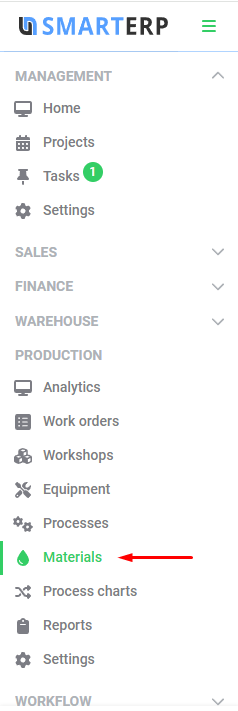 SMARTERP
MANAGEMENT
Home
Projects
Tasks 1
Settings
SALES
FINANCE
WAREHOUSE
PRODUCTION
Analytics
Work orders
Workshops
Equipment
Processes
Materials
Process charts
Reports
Settings
WORKFLOW